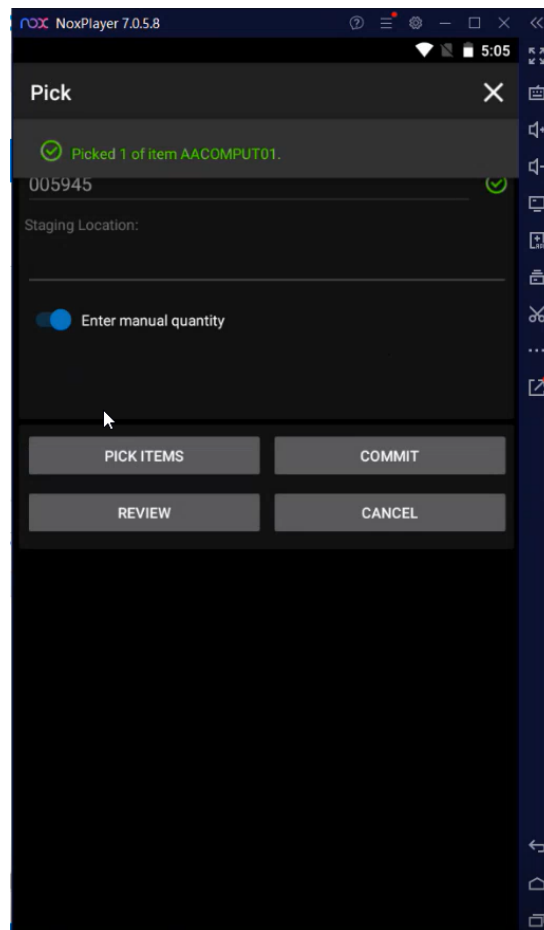 nox NoxPlayer 7.0.5.8
5:05
Pick
Picked 1 of item AACOMPUT01.
005945
Staging Location:
Enter manual quantity
PICK ITEMS COMMIT
REVIEW CANCEL